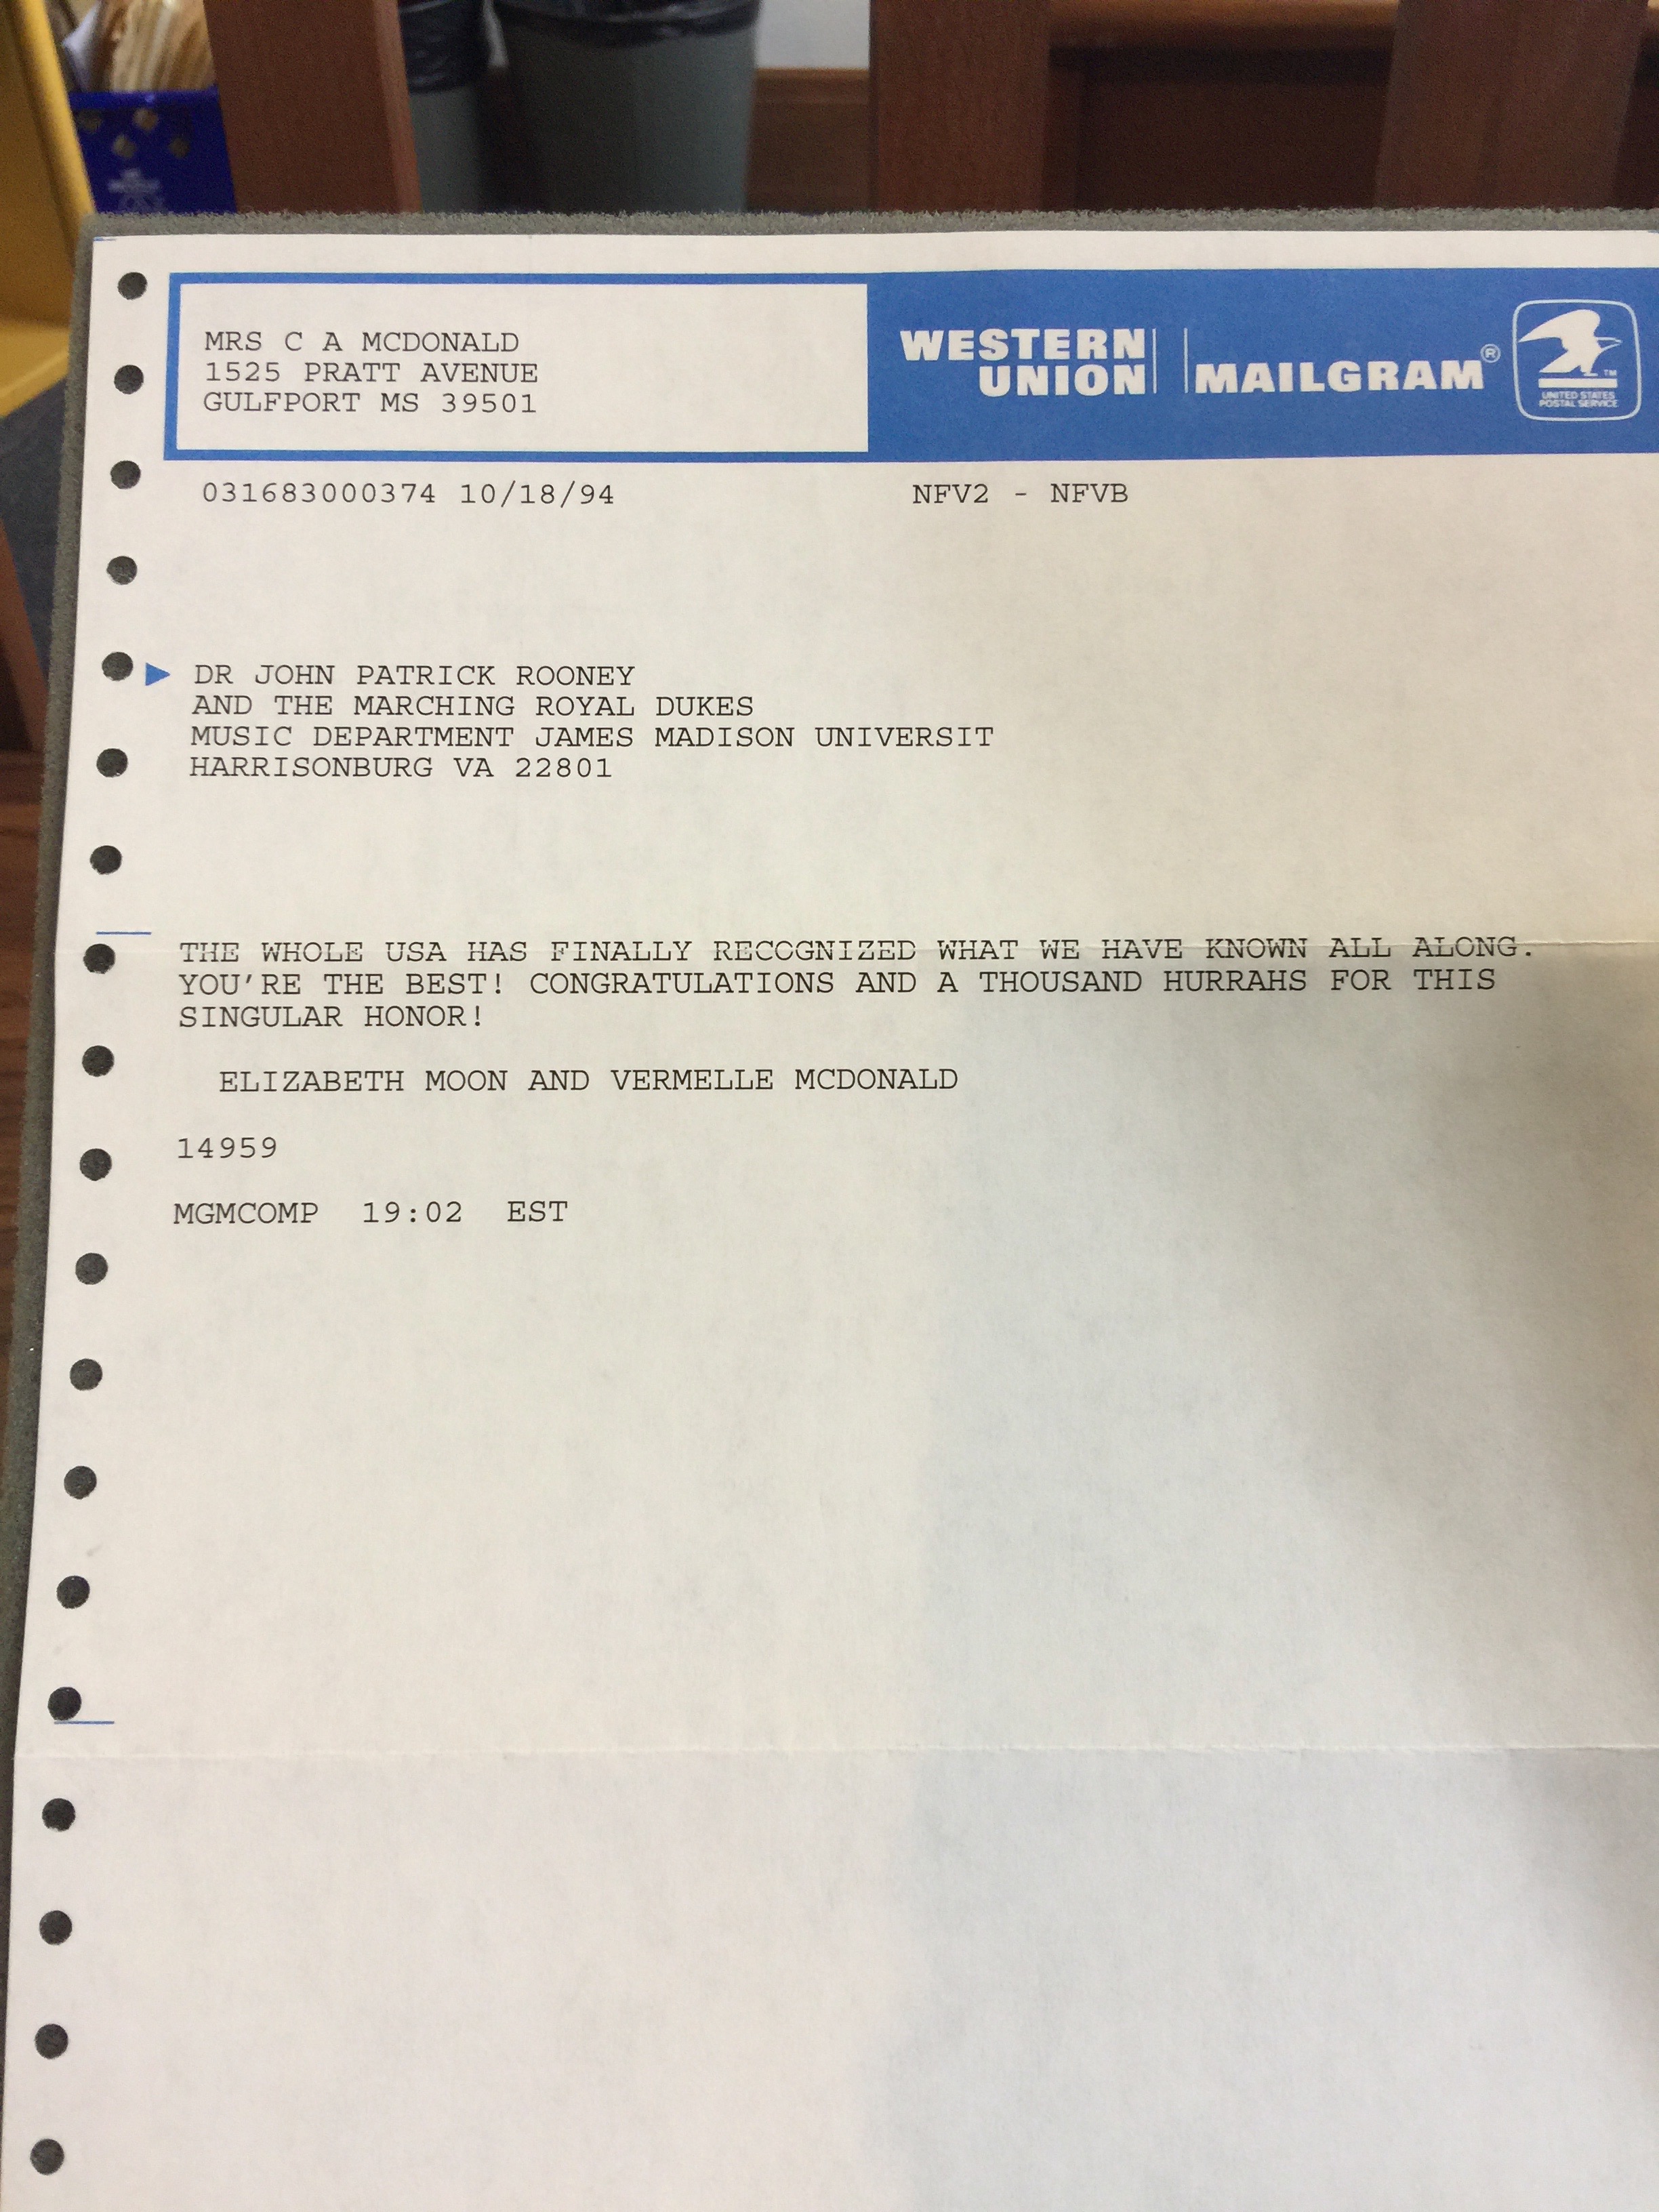 MRS C A MCDONALD
1525 PRATT AVENUE
GULFPORT MS 39501
WESTERN UNION | MAILGRAM®
UNITED STATES
POSTAL SERVICE
TM
031683000374 10/18/94 NFV2 - NFVB
DR JOHN PATRICK ROONEY
AND THE MARCHING ROYAL DUKES
MUSIC DEPARTMENT JAMES MADISON UNIVERSIT
HARRISONBURG VA 22801
THE WHOLE USA HAS FINALLY RECOGNIZED WHAT WE HAVE KNOWN ALL ALONG.
YOU'RE THE BEST! CONGRATULATIONS AND A THOUSAND HURRAHS FOR THIS
SINGULAR HONOR!
ELIZABETH MOON AND VERMELLE MCDONALD
14959
MGMCOMP 19:02 EST